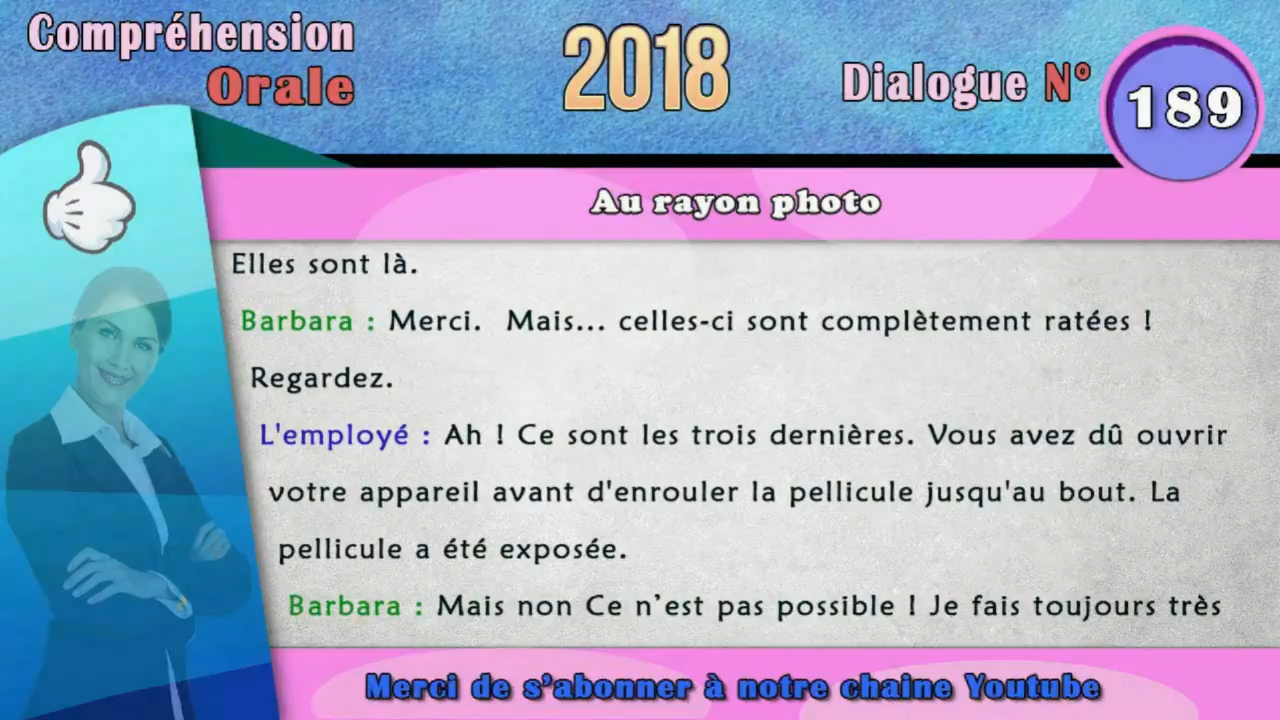 Compréhension
Orale
2018
Dialogue N°
189
Au rayon photo
Elles sont là.
Barbara : Merci. Mais... celles-ci sont complètement ratées !
Regardez.
L'employé : Ah ! Ce sont les trois dernières. Vous avez dû ouvrir
votre appareil avant d'enrouler la pellicule jusqu'au bout. La
pellicule a été exposée.
Barbara : Mais non Ce n’est pas possible ! Je fais toujours très
Merci de s’abonner à notre chaine Youtube